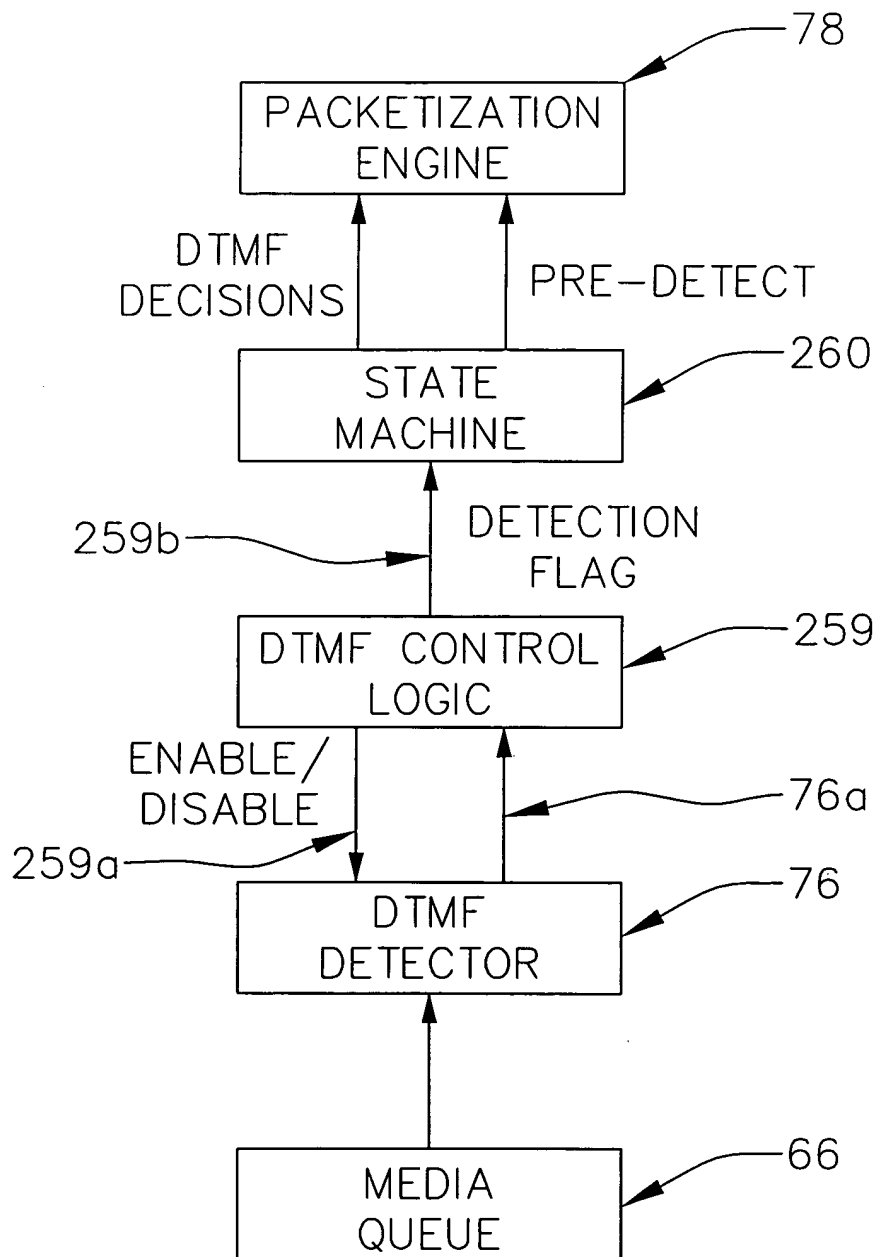 78
PACKETIZATION
ENGINE
DTMF
DECISIONS
PRE-DETECT
260
STATE
MACHINE
259b
DETECTION
FLAG
259
DTMF CONTROL
LOGIC
ENABLE/
DISABLE
76a
259a
76
DTMF
DETECTOR
66
MEDIA
QUEUE